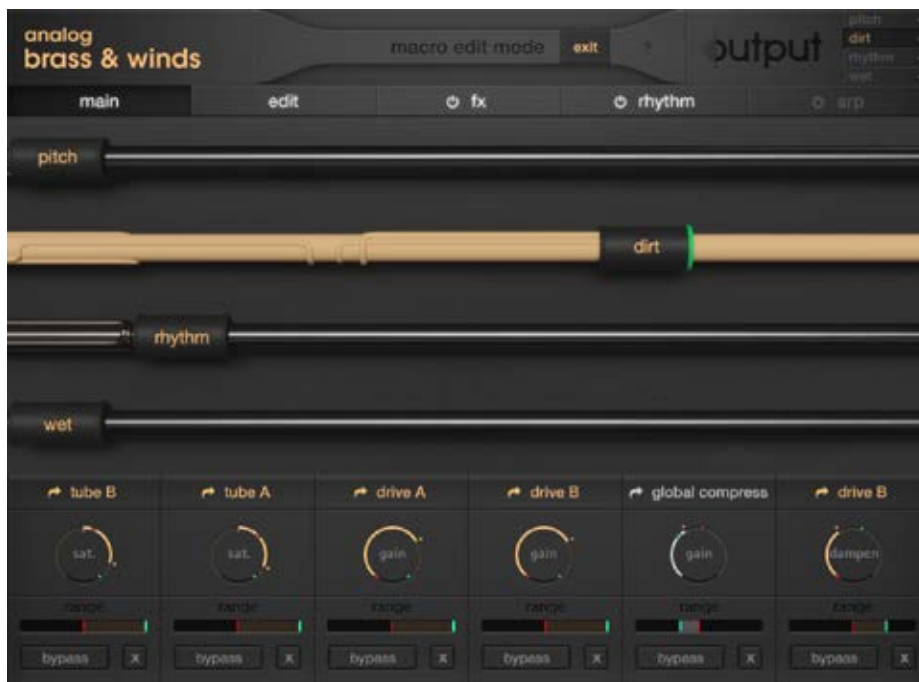 analog
brass & winds
macro edit mode exit ?
output
pitch
dirt
rhythm
wet
main edit fx rhythm arp
pitch
dirt
rhythm
wet
tube B tube A drive A drive B global compress drive B
sat. sat. gain gain gain dampen
range range range range range range
bypass x bypass x bypass x bypass x bypass x bypass x